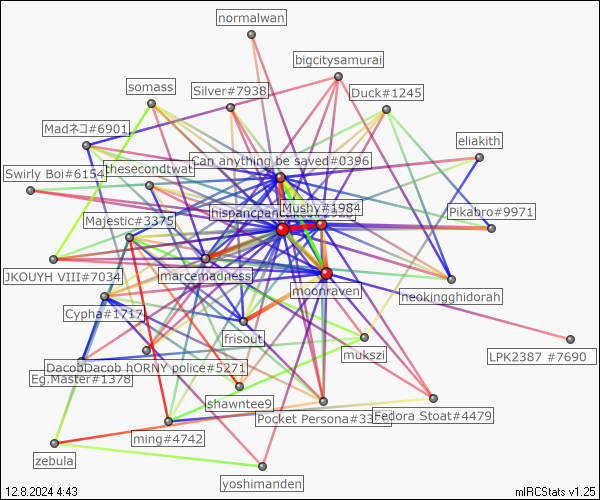 normalwan
bigcitysamurai
somass
Silver#7938
Duck#1245
Madネコ#6901
eliakith
Can anything be saved#0396
Swirly Boi#6154
thesecondtwat
Mushy#1984
Pikabro#9971
Majestic#3375
JKOUYH VIII#7034
marcemadness
moonraven
neokingghidorah
Cypha#1717
frisout
mukszi
LPK2387 #7690
DacobDacob hORNY police#5271
Eg.Master#1378
shawntee9
Pocket Persona#33
Fedora Stoat#4479
ming#4742
zebula
yoshimanden
12.8.2024 4:43
mIRCStats v1.25